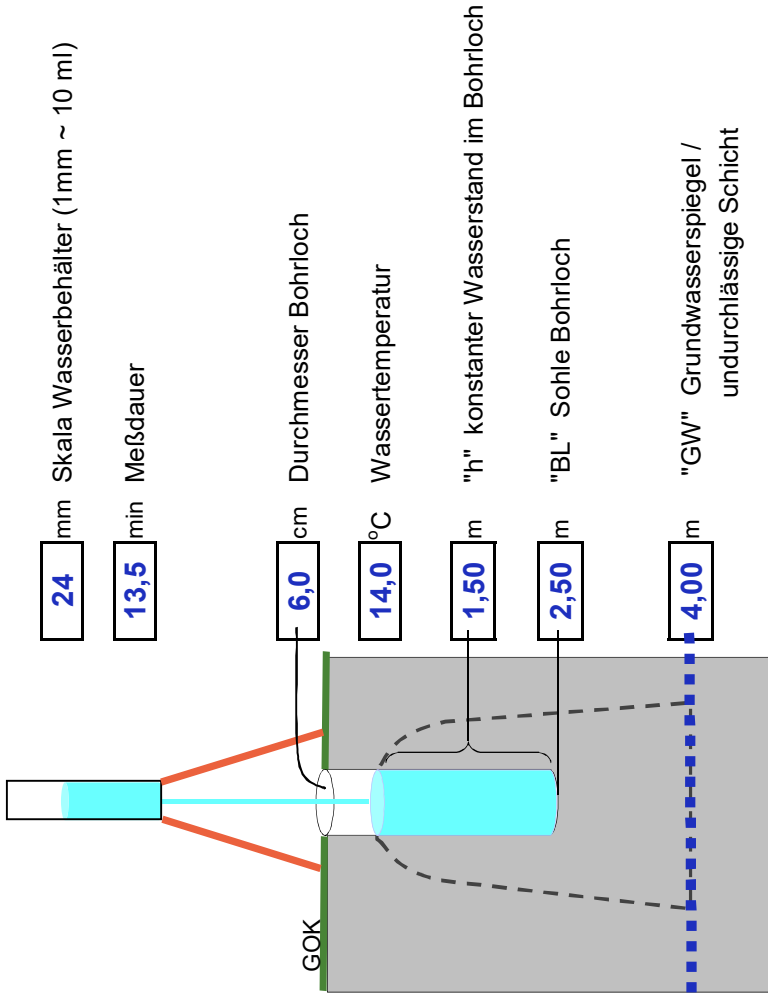 24 mm Skala Wasserbehälter (1mm ~ 10 ml)
13,5 min Meßdauer
6,0 cm Durchmesser Bohrloch
14,0 °C Wassertemperatur
1,50 m "h" konstanter Wasserstand im Bohrloch
2,50 m "BL" Sohle Bohrloch
4,00 m "GW" Grundwasserspiegel /
undurchlässige Schicht
GOK